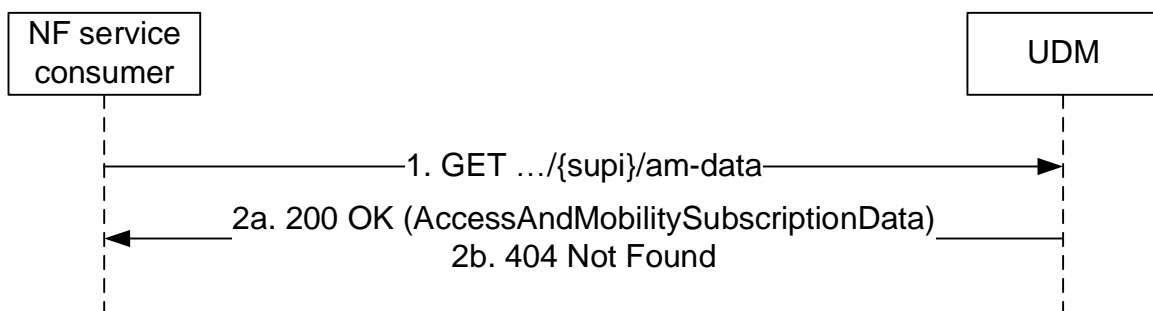 NF service
consumer
UDM
1. GET …/{supi}/am-data
2a. 200 OK (AccessAndMobilitySubscriptionData)
2b. 404 Not Found